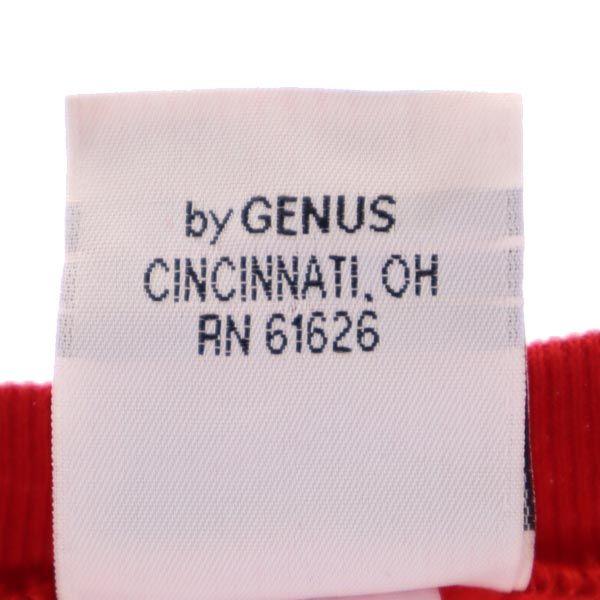 by GENUS
CINCINNATI, OH
RN 61626